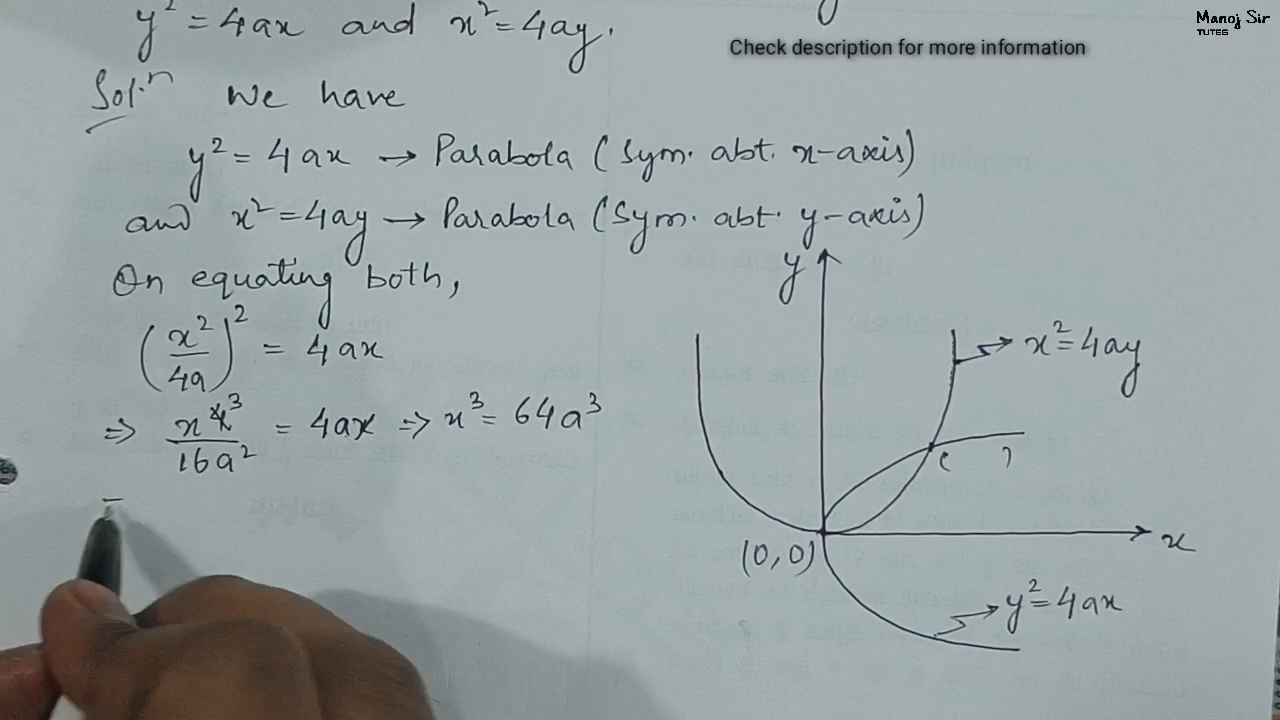 y² = 4ax and x² = 4ay.
Check description for more information
Manoj Sir
TUTES
Sol.ⁿ We have
y² = 4ax → Parabola (Sym. abt. x-axis)
and x² = 4ay → Parabola (Sym. abt. y-axis)
On equating both,
(x²/4a)² = 4ax
⇒ x⁴ ³/16a² = 4ax ⇒ x³ = 64a³
y
x² = 4ay
( )
(0, 0)
x
y² = 4ax